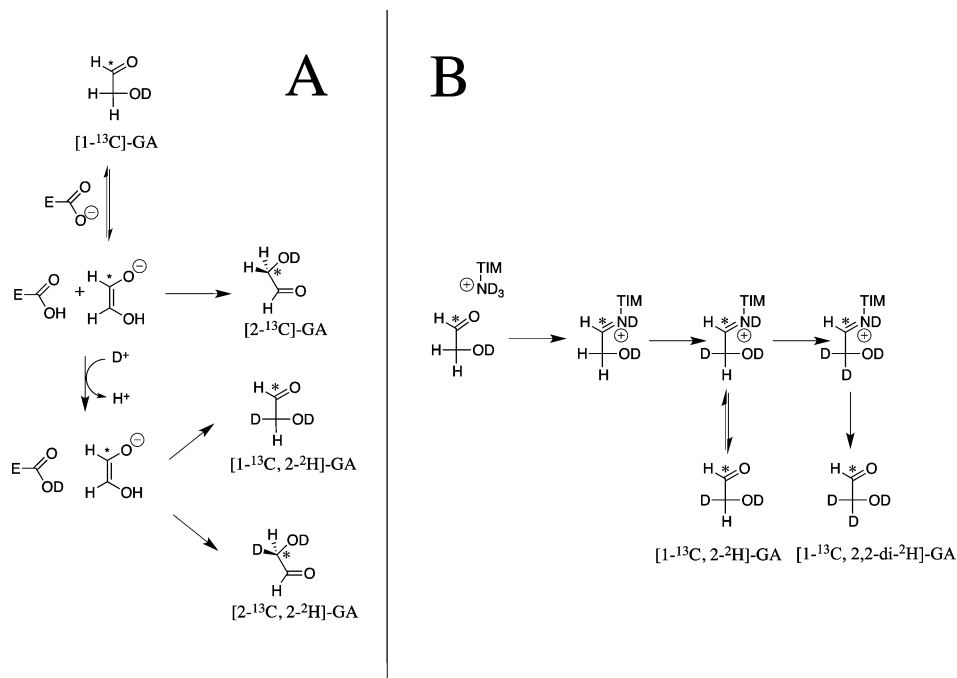 A
H * O
H OD
H
[1-¹³C]-GA
E O
O⊖
E O
OH
+
H * O⊖
H OH
H OD
H *
H O
[2-¹³C]-GA
D⁺
H⁺
H * O
D OD
H
[1-¹³C, 2-²H]-GA
E O
OD
H * O⊖
H OH
H OD
D *
H O
[2-¹³C, 2-²H]-GA
B
TIM
⊕ ND₃
H * O
H OD
H
TIM
H * ND
⊕
H OD
H
TIM
H * ND
⊕
D OD
H
TIM
H * ND
⊕
D OD
D
H * O
D OD
H
[1-¹³C, 2-²H]-GA
H * O
D OD
D
[1-¹³C, 2,2-di-²H]-GA